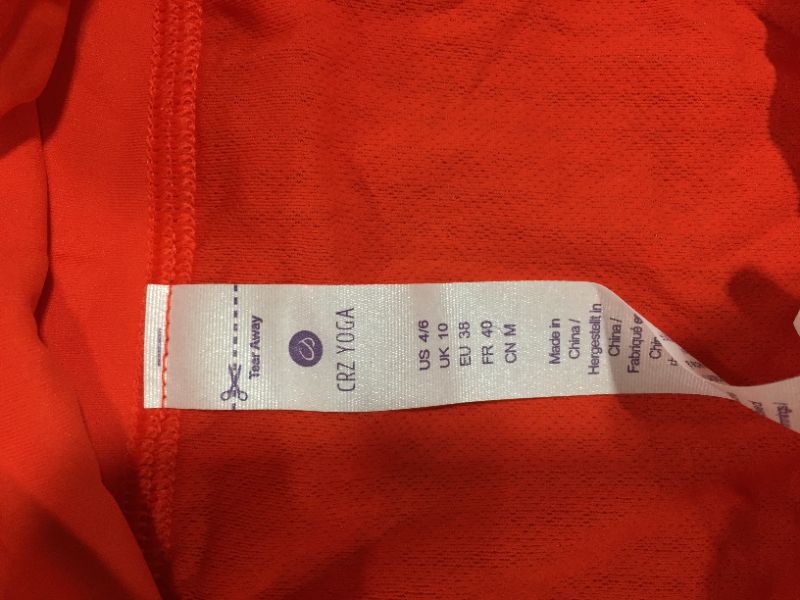 Tear Away
CRZ YOGA
US 4/6
UK 10
EU 38
FR 40
CN M
Made in
China /
Hergestellt in
China /
Fabriqué